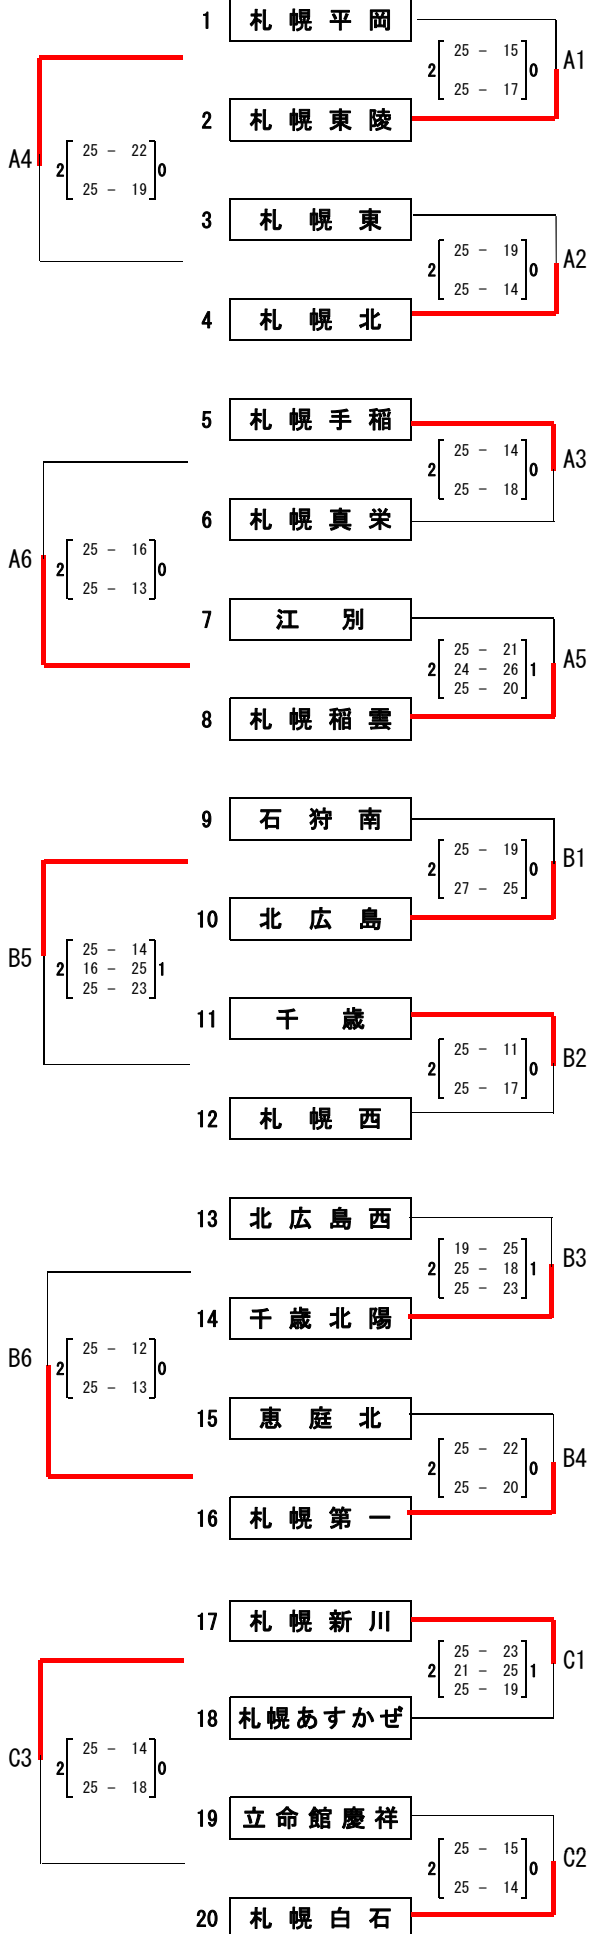 1 札幌平岡
2 [ 25 - 15 ] 0 A1
25 - 17
2 札幌東陵
A4 2 [ 25 - 22 ] 0
25 - 19
3 札幌東
2 [ 25 - 19 ] 0 A2
25 - 14
4 札幌北
5 札幌手稲
2 [ 25 - 14 ] 0 A3
25 - 18
6 札幌真栄
A6 2 [ 25 - 16 ] 0
25 - 13
7 江別
25 - 21
2 [ 24 - 26 ] 1 A5
25 - 20
8 札幌稲雲
9 石狩南
2 [ 25 - 19 ] 0 B1
27 - 25
10 北広島
25 - 14
B5 2 [ 16 - 25 ] 1
25 - 23
11 千歳
2 [ 25 - 11 ] 0 B2
25 - 17
12 札幌西
13 北広島西
19 - 25
2 [ 25 - 18 ] 1 B3
25 - 23
14 千歳北陽
B6 2 [ 25 - 12 ] 0
25 - 13
15 恵庭北
2 [ 25 - 22 ] 0 B4
25 - 20
16 札幌第一
17 札幌新川
25 - 23
2 [ 21 - 25 ] 1 C1
25 - 19
18 札幌あすかぜ
C3 2 [ 25 - 14 ] 0
25 - 18
19 立命館慶祥
2 [ 25 - 15 ] 0 C2
25 - 14
20 札幌白石